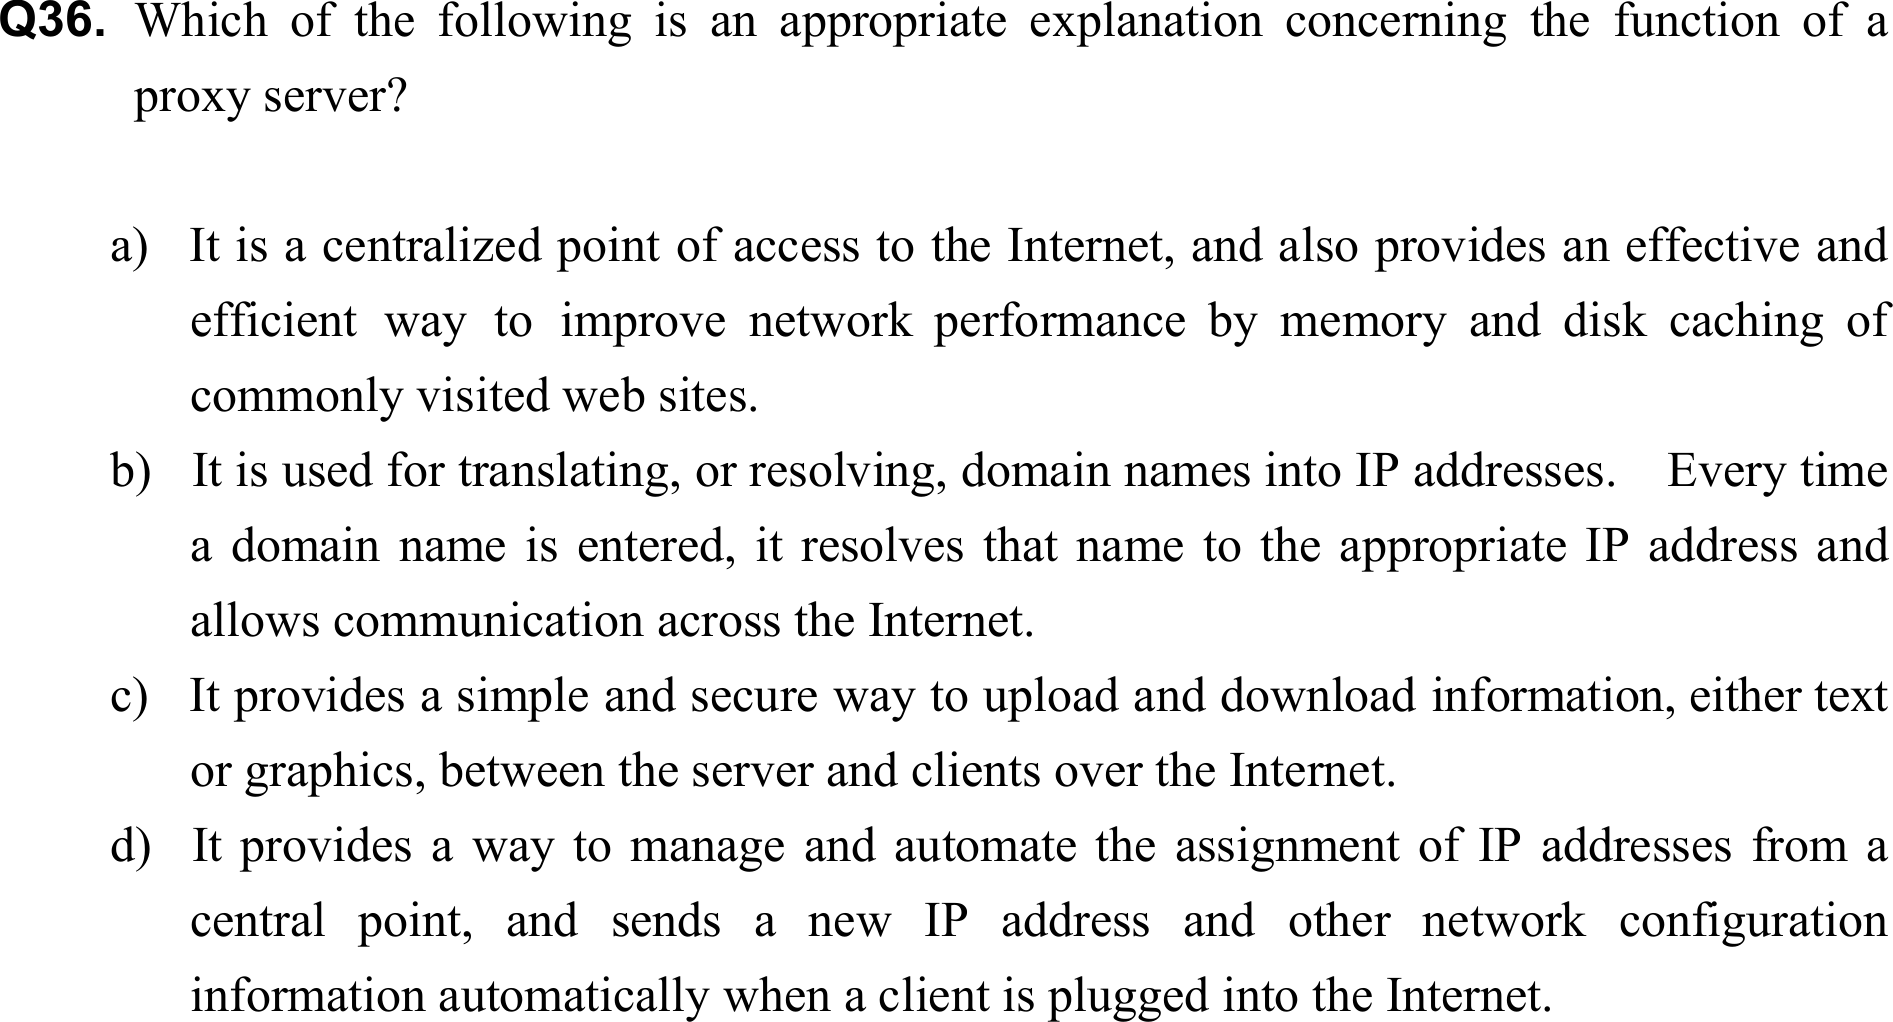 Q36. Which of the following is an appropriate explanation concerning the function of a
proxy server?
a) It is a centralized point of access to the Internet, and also provides an effective and
efficient way to improve network performance by memory and disk caching of
commonly visited web sites.
b) It is used for translating, or resolving, domain names into IP addresses. Every time
a domain name is entered, it resolves that name to the appropriate IP address and
allows communication across the Internet.
c) It provides a simple and secure way to upload and download information, either text
or graphics, between the server and clients over the Internet.
d) It provides a way to manage and automate the assignment of IP addresses from a
central point, and sends a new IP address and other network configuration
information automatically when a client is plugged into the Internet.